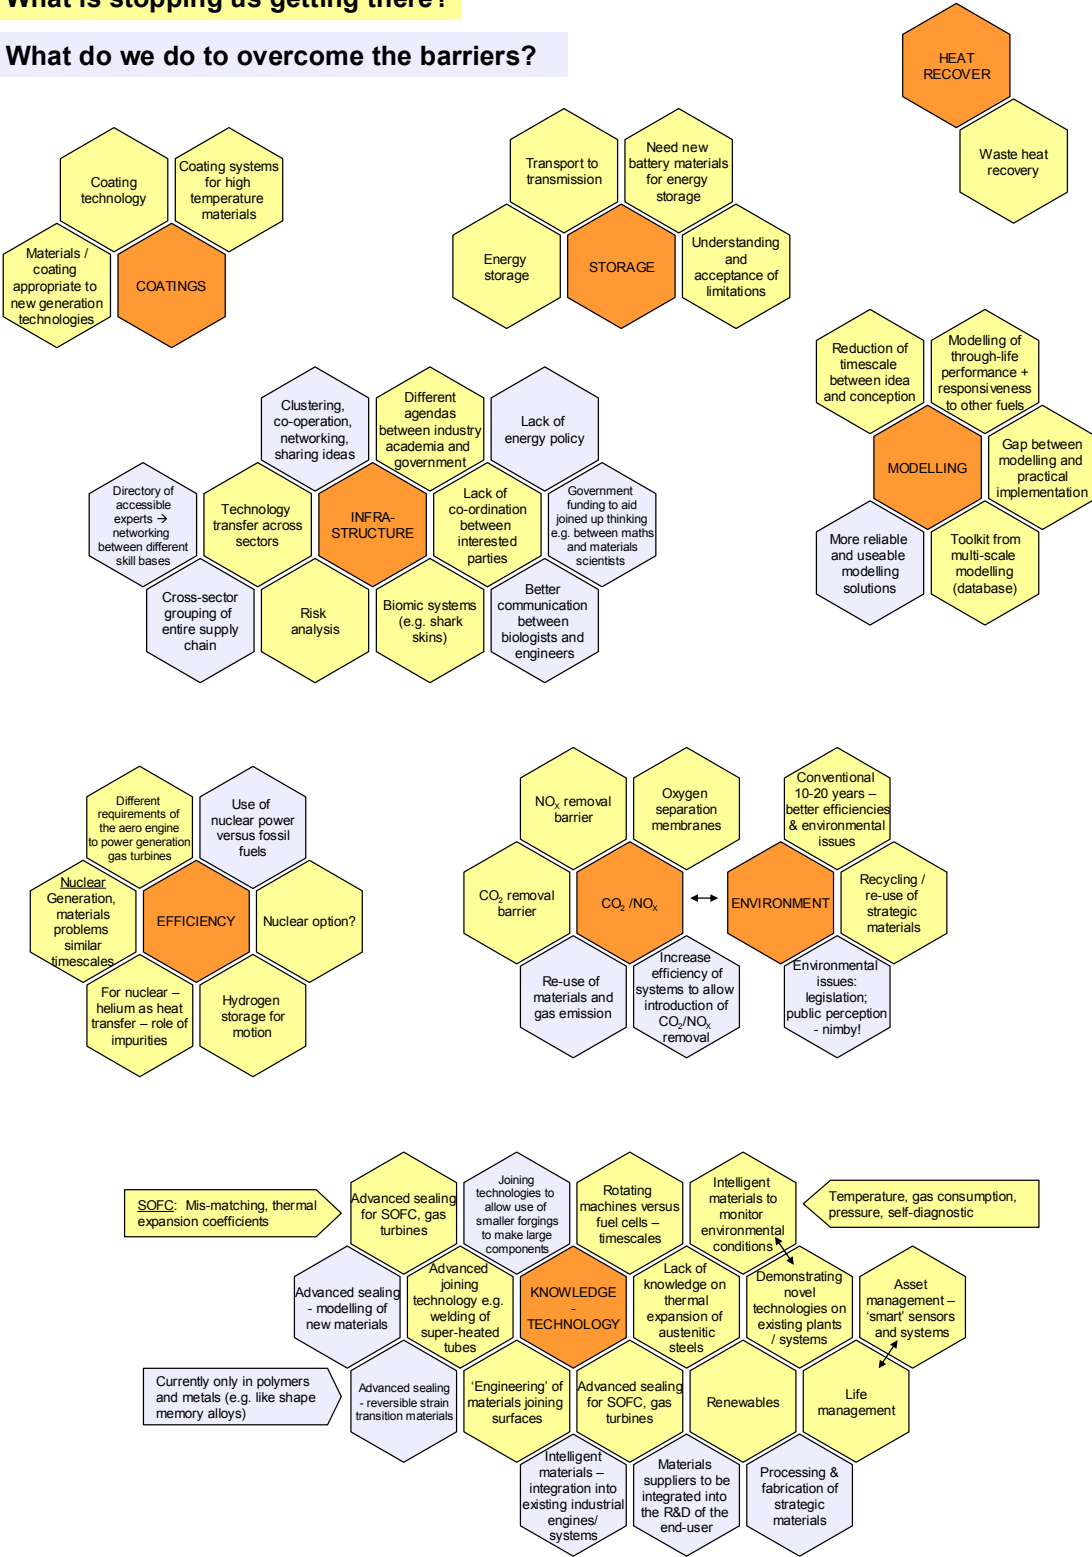 What is stopping us getting there?
What do we do to overcome the barriers?
HEAT
RECOVER
Waste heat
recovery
Coating
technology
Coating systems
for high
temperature
materials
Materials /
coating
appropriate to
new generation
technologies
COATINGS
Transport to
transmission
Need new
battery materials
for energy
storage
Energy
storage
STORAGE
Understanding
and
acceptance of
limitations
Reduction of
timescale
between idea
and conception
Modelling of
through-life
performance +
responsiveness
to other fuels
MODELLING
Gap between
modelling and
practical
implementation
More reliable
and useable
modelling
solutions
Toolkit from
multi-scale
modelling
(database)
Clustering,
co-operation,
networking,
sharing ideas
Different
agendas
between industry
academia and
government
Lack of
energy policy
Directory of
accessible
experts →
networking
between different
skill bases
Technology
transfer across
sectors
INFRA-
STRUCTURE
Lack of
co-ordination
between
interested
parties
Government
funding to aid
joined up thinking
e.g. between maths
and materials
scientists
Cross-sector
grouping of
entire supply
chain
Risk
analysis
Biomic systems
(e.g. shark
skins)
Better
communication
between
biologists and
engineers
Different
requirements of
the aero engine
to power generation
gas turbines
Use of
nuclear power
versus fossil
fuels
Nuclear
Generation,
materials
problems
similar
timescales
EFFICIENCY
Nuclear option?
For nuclear –
helium as heat
transfer – role of
impurities
Hydrogen
storage for
motion
NOX removal
barrier
Oxygen
separation
membranes
CO2 removal
barrier
CO2 /NOX
Re-use of
materials and
gas emission
Increase
efficiency of
systems to allow
introduction of
CO2/NOX
removal
Conventional
10-20 years –
better efficiencies
& environmental
issues
ENVIRONMENT
Recycling /
re-use of
strategic
materials
Environmental
issues:
legislation;
public perception
- nimby!
SOFC: Mis-matching, thermal
expansion coefficients
Advanced sealing
for SOFC, gas
turbines
Joining
technologies to
allow use of
smaller forgings
to make large
components
Rotating
machines versus
fuel cells –
timescales
Intelligent
materials to
monitor
environmental
conditions
Temperature, gas consumption,
pressure, self-diagnostic
Advanced sealing
- modelling of
new materials
Advanced
joining
technology e.g.
welding of
super-heated
tubes
KNOWLEDGE
-
TECHNOLOGY
Lack of
knowledge on
thermal
expansion of
austenitic
steels
Demonstrating
novel
technologies on
existing plants
/ systems
Asset
management –
‘smart’ sensors
and systems
Currently only in polymers
and metals (e.g. like shape
memory alloys)
Advanced sealing
- reversible strain
transition materials
‘Engineering’ of
materials joining
surfaces
Advanced sealing
for SOFC, gas
turbines
Renewables
Life
management
Intelligent
materials –
integration into
existing industrial
engines/
systems
Materials
suppliers to be
integrated into
the R&D of the
end-user
Processing &
fabrication of
strategic
materials